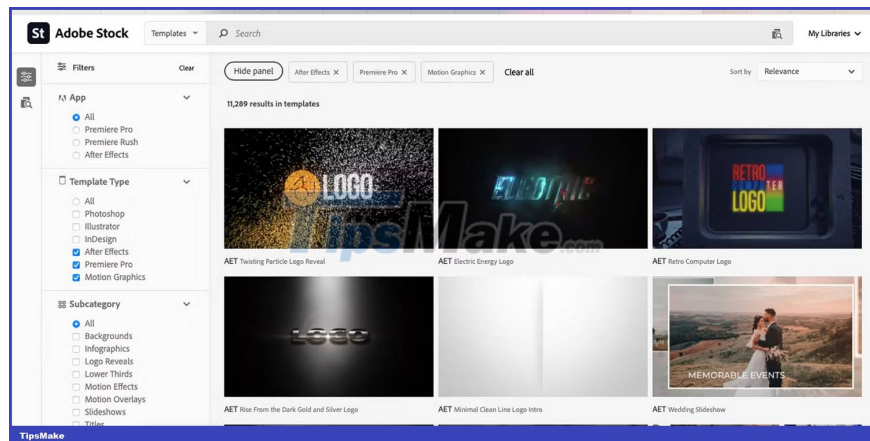 St Adobe Stock Templates Search My Libraries
Filters Clear
Hide panel After Effects × Premiere Pro × Motion Graphics × Clear all Sort by Relevance
App
All
Premiere Pro
Premiere Rush
After Effects
11,289 results in templates
Template Type
All
Photoshop
Illustrator
InDesign
After Effects
Premiere Pro
Motion Graphics
Subcategory
All
Backgrounds
Infographics
Logo Reveals
Lower Thirds
Motion Effects
Motion Overlays
Slideshows
Titles
LOGO
ELECTRIC
RETRO
COMPUTER
LOGO
TipsMake.com
AET Twisting Particle Logo Reveal
AET Electric Energy Logo
AET Retro Computer Logo
LOGO
MEMORABLE EVENTS
AET Rise From the Dark Gold and Silver Logo
AET Minimal Clean Line Logo Intro
AET Wedding Slideshow
TipsMake